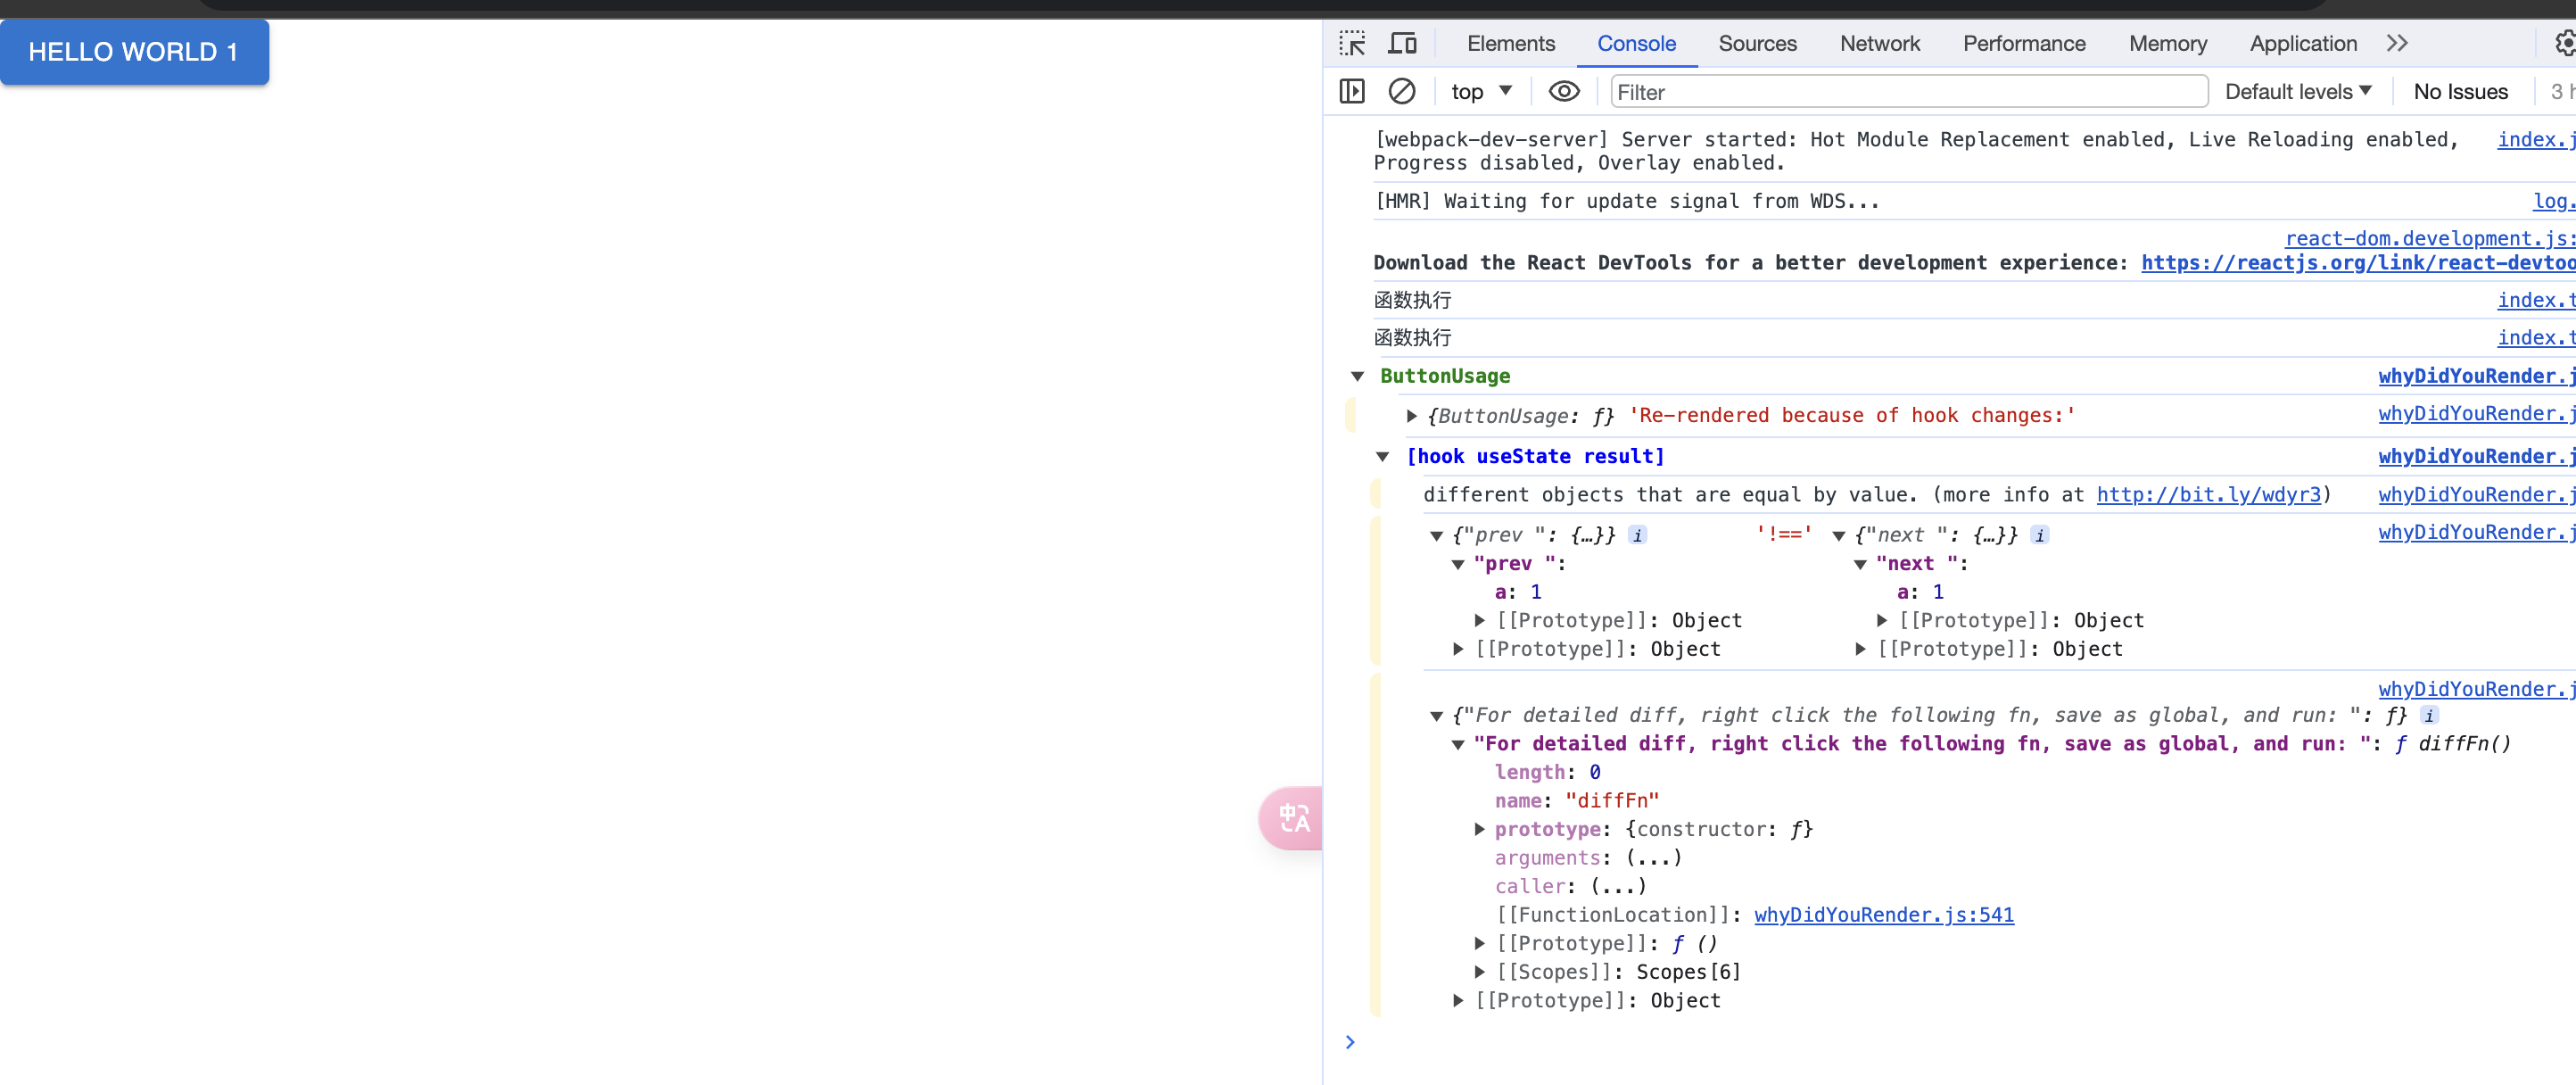 HELLO WORLD 1
Elements Console Sources Network Performance Memory Application
top Filter Default levels No Issues 3 h
[webpack-dev-server] Server started: Hot Module Replacement enabled, Live Reloading enabled, index.j
Progress disabled, Overlay enabled.
[HMR] Waiting for update signal from WDS... log.
react-dom.development.js:
Download the React DevTools for a better development experience: https://reactjs.org/link/react-devtoo
函数执行 index.t
函数执行 index.t
ButtonUsage whyDidYouRender.j
{ButtonUsage: ƒ} 'Re-rendered because of hook changes:' whyDidYouRender.j
[hook useState result] whyDidYouRender.j
different objects that are equal by value. (more info at http://bit.ly/wdyr3) whyDidYouRender.j
{"prev ": {…}} i '!==' {"next ": {…}} i whyDidYouRender.j
"prev ": "next ":
a: 1 a: 1
[[Prototype]]: Object [[Prototype]]: Object
[[Prototype]]: Object [[Prototype]]: Object
whyDidYouRender.j
{"For detailed diff, right click the following fn, save as global, and run: ": ƒ} i
"For detailed diff, right click the following fn, save as global, and run: ": ƒ diffFn()
length: 0
name: "diffFn"
中A
prototype: {constructor: ƒ}
arguments: (...)
caller: (...)
[[FunctionLocation]]: whyDidYouRender.js:541
[[Prototype]]: ƒ ()
[[Scopes]]: Scopes[6]
[[Prototype]]: Object